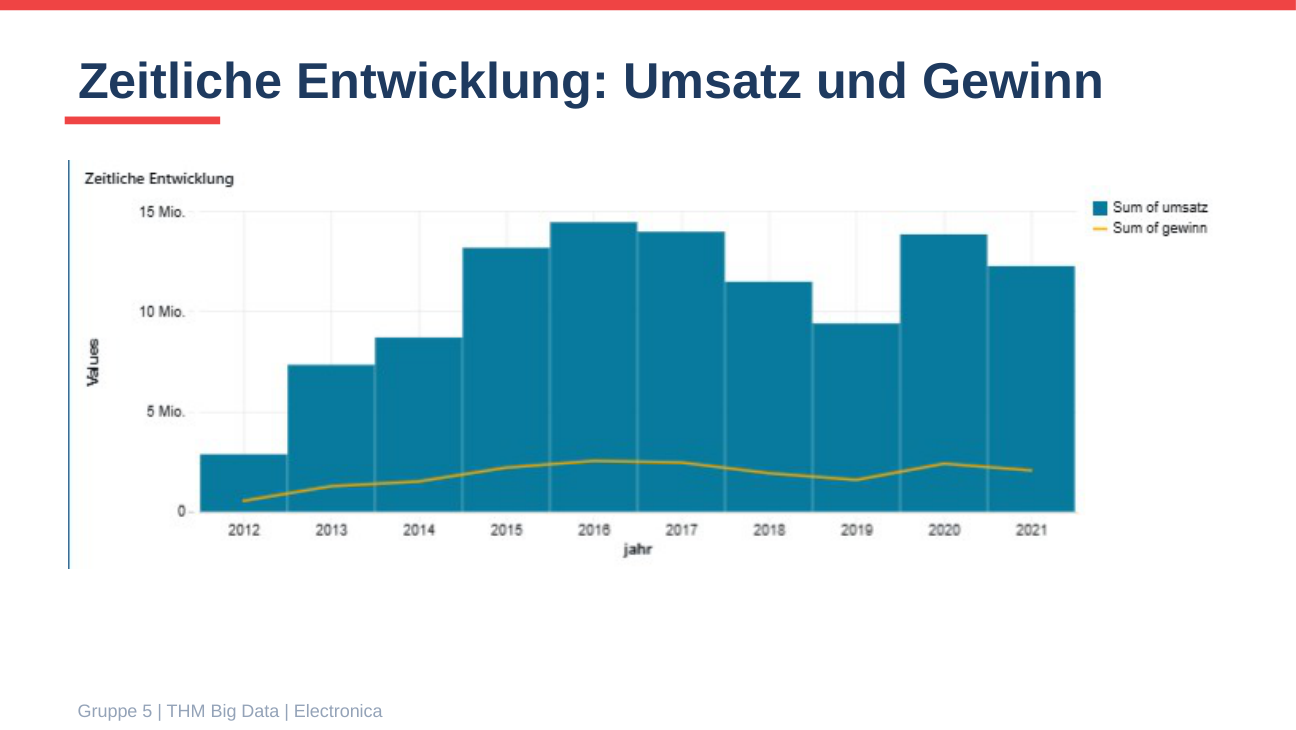 Zeitliche Entwicklung: Umsatz und Gewinn
Zeitliche Entwicklung
Sum of umsatz
Sum of gewinn
15 Mio.
10 Mio.
5 Mio.
0
Values
2012 2013 2014 2015 2016 2017 2018 2019 2020 2021
jahr
Gruppe 5 | THM Big Data | Electronica